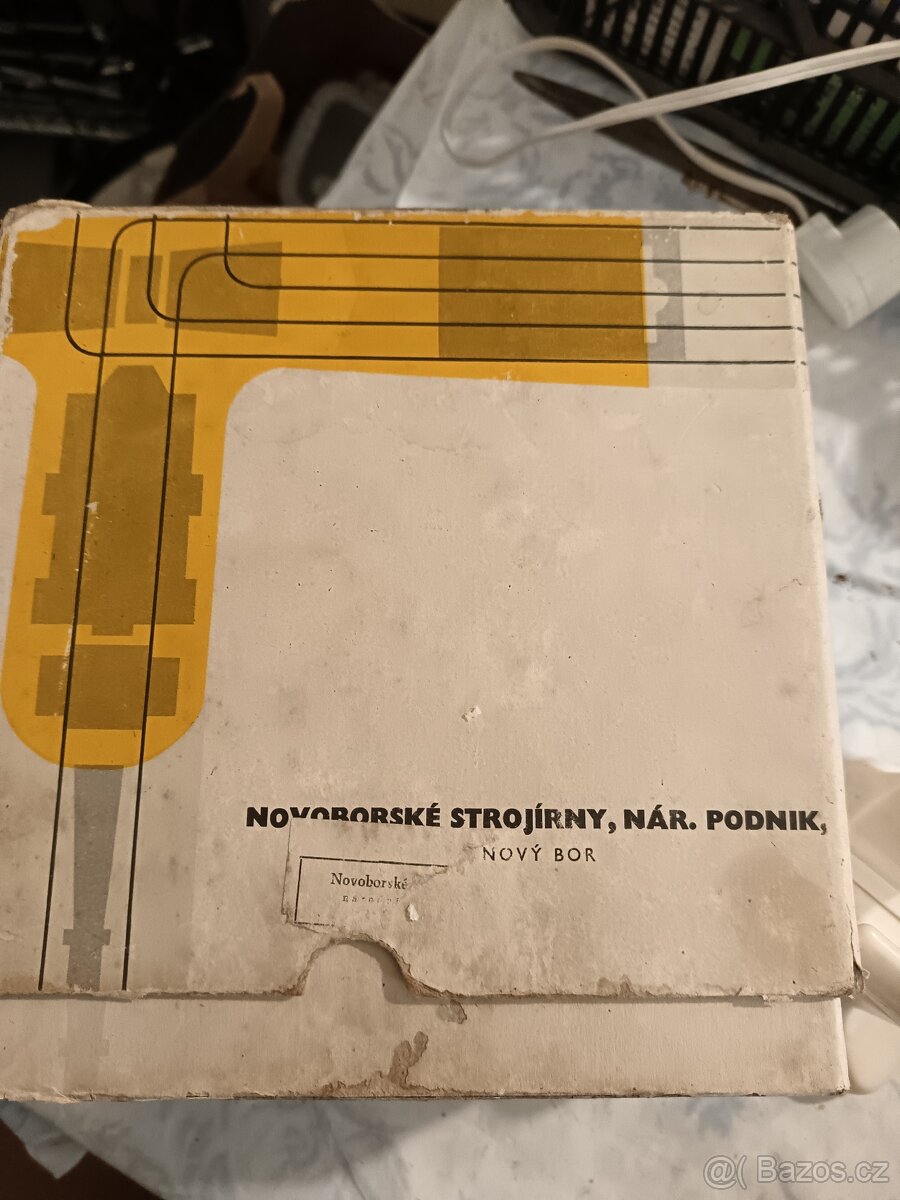 NOVOBORSKÉ STROJÍRNY, NÁR. PODNIK,
NOVÝ BOR
Novoborské
@( Bazos.cz